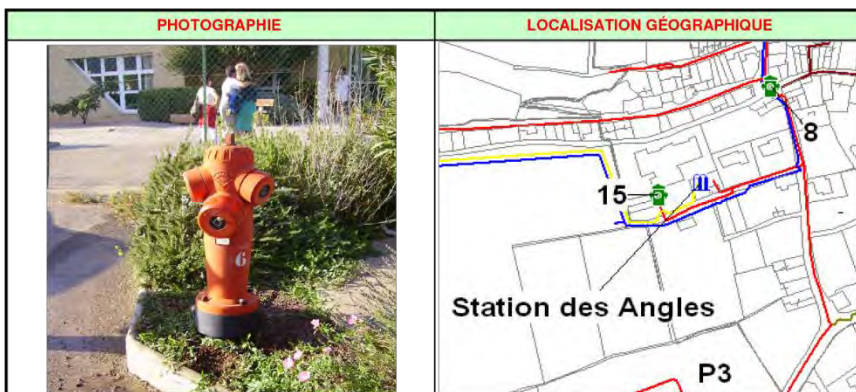 PHOTOGRAPHIE
LOCALISATION GÉOGRAPHIQUE
6
8
15
Station des Angles
P3